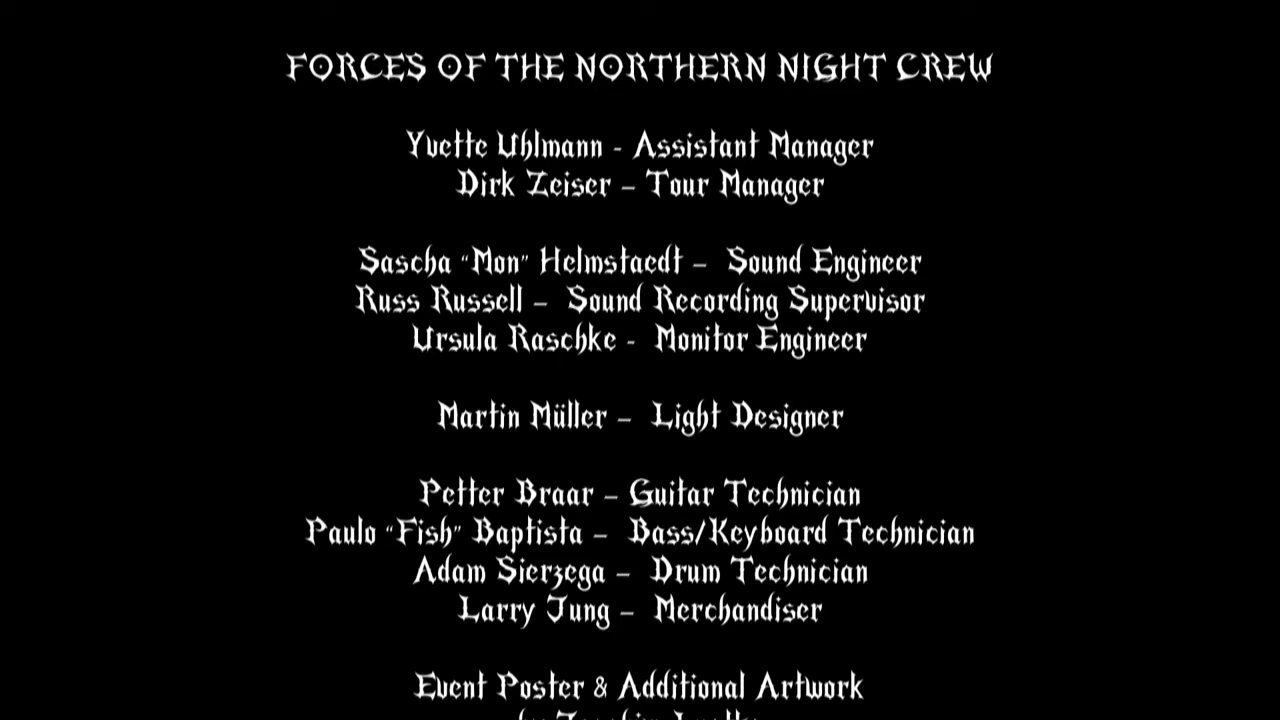 FORCES OF THE NORTHERN NIGHT CREW
Yvette Uhlmann - Assistant Manager
Dirk Zeiser – Tour Manager
Sascha “Mon” Helmstaedt – Sound Engineer
Russ Russell – Sound Recording Supervisor
Ursula Raschke - Monitor Engineer
Martin Müller – Light Designer
Petter Braar – Guitar Technician
Paulo “Fish” Baptista – Bass/Keyboard Technician
Adam Sierzega – Drum Technician
Larry Jung – Merchandiser
Event Poster & Additional Artwork
by